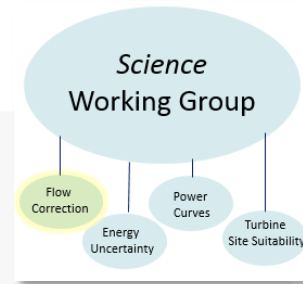 Science
Working Group
Flow
Correction
Energy
Uncertainty
Power
Curves
Turbine
Site Suitability